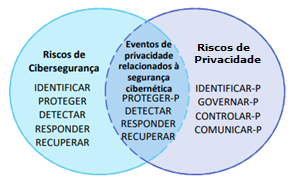 Riscos de
Cibersegurança
IDENTIFICAR
PROTEGER
DETECTAR
RESPONDER
RECUPERAR
Eventos de
privacidade
relacionados à
segurança
cibernética
PROTEGER-P
DETECTAR
RESPONDER
RECUPERAR
Riscos de
Privacidade
IDENTIFICAR-P
GOVERNAR-P
CONTROLAR-P
COMUNICAR-P